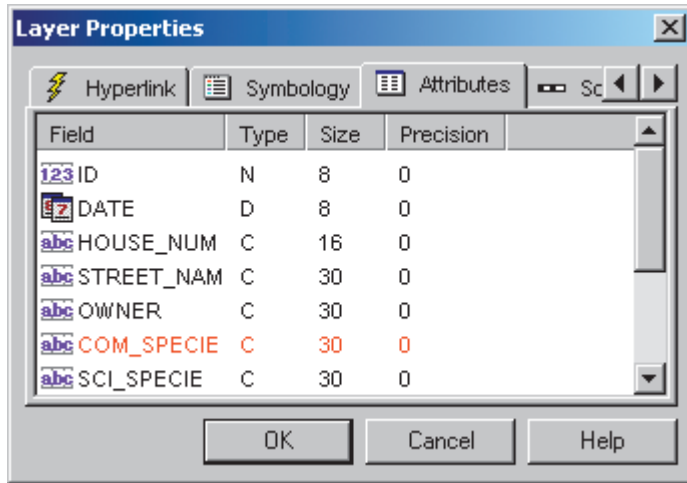 Layer Properties
Hyperlink Symbology Attributes Sc
Field Type Size Precision
123 ID N 8 0
7 DATE D 8 0
abc HOUSE_NUM C 16 0
abc STREET_NAM C 30 0
abc OWNER C 30 0
abc COM_SPECIE C 30 0
abc SCI_SPECIE C 30 0
OK Cancel Help